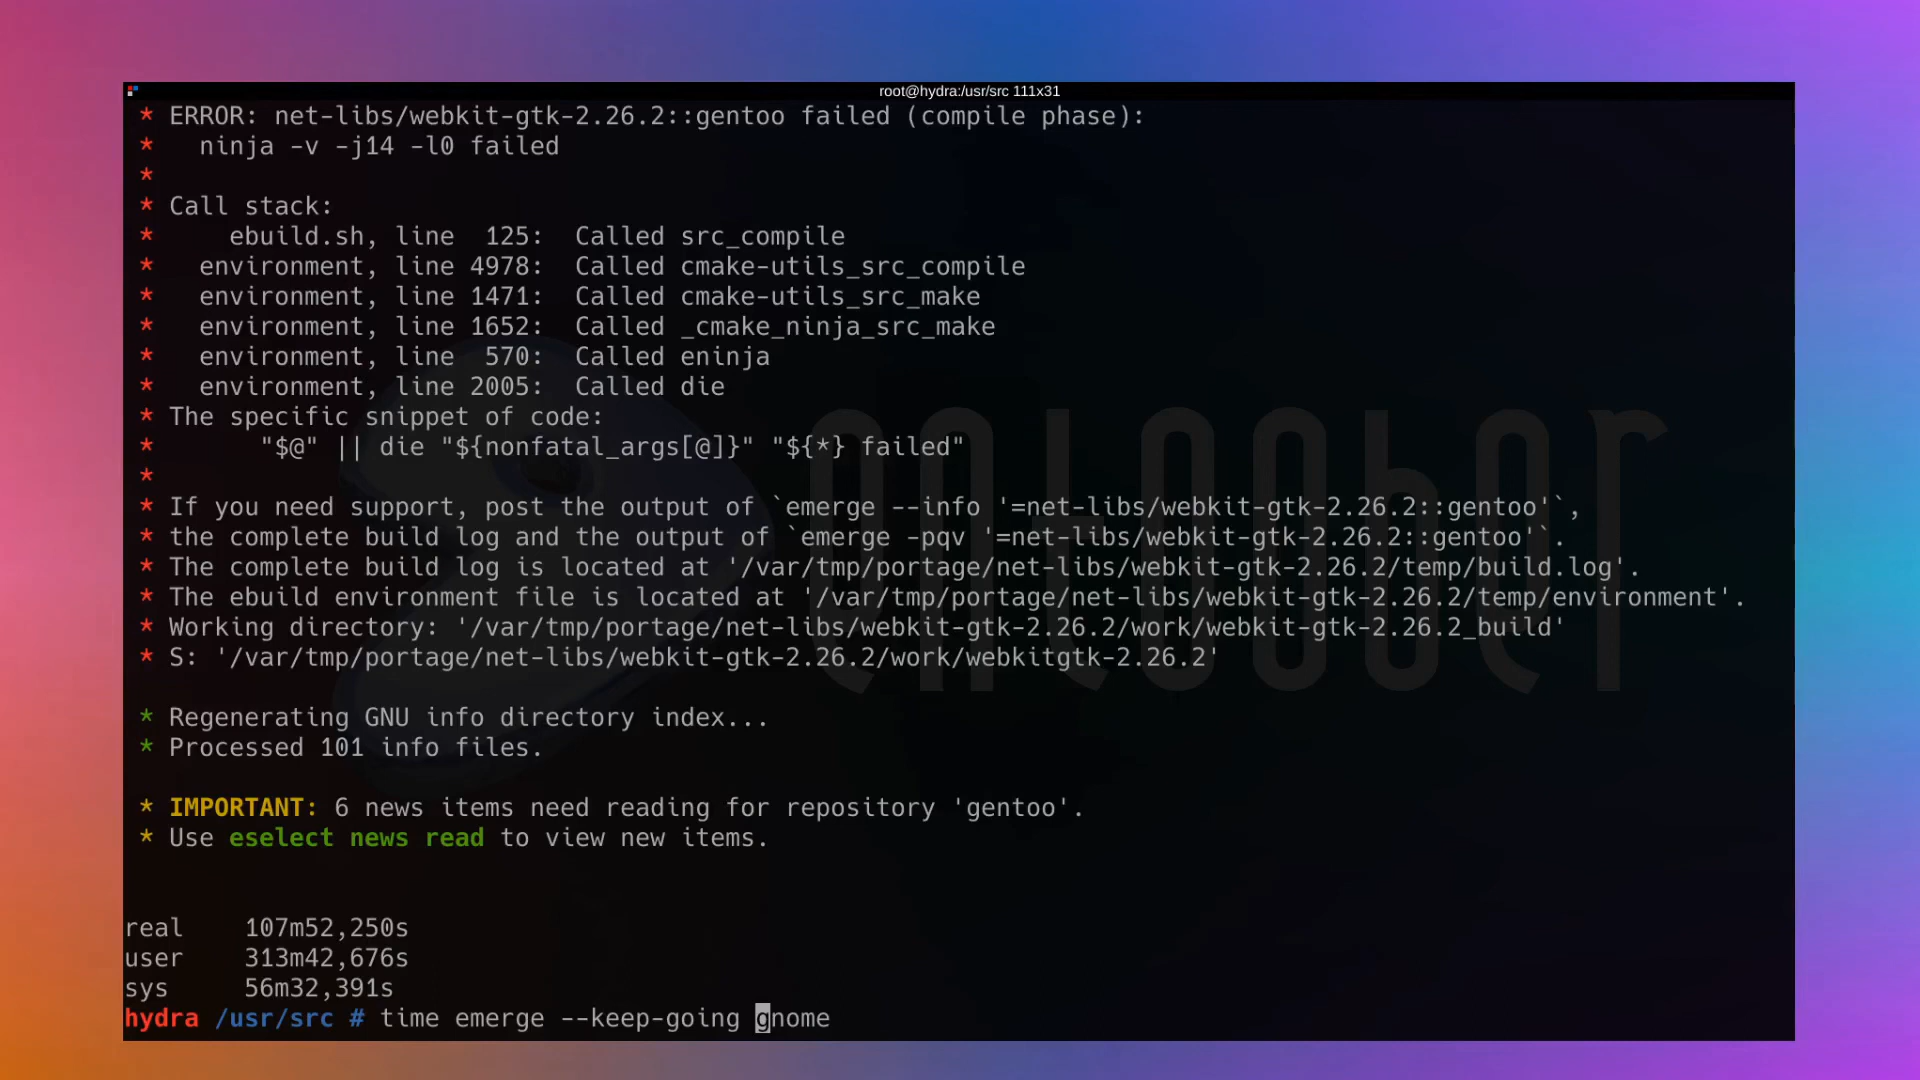 root@hydra:/usr/src 111x31
* ERROR: net-libs/webkit-gtk-2.26.2::gentoo failed (compile phase):
*   ninja -v -j14 -l0 failed
*
* Call stack:
*     ebuild.sh, line  125:  Called src_compile
*   environment, line 4978:  Called cmake-utils_src_compile
*   environment, line 1471:  Called cmake-utils_src_make
*   environment, line 1652:  Called _cmake_ninja_src_make
*   environment, line  570:  Called eninja
*   environment, line 2005:  Called die
* The specific snippet of code:
*       "$@" || die "${nonfatal_args[@]}" "${*} failed"
*
* If you need support, post the output of `emerge --info '=net-libs/webkit-gtk-2.26.2::gentoo'`,
* the complete build log and the output of `emerge -pqv '=net-libs/webkit-gtk-2.26.2::gentoo'`.
* The complete build log is located at '/var/tmp/portage/net-libs/webkit-gtk-2.26.2/temp/build.log'.
* The ebuild environment file is located at '/var/tmp/portage/net-libs/webkit-gtk-2.26.2/temp/environment'.
* Working directory: '/var/tmp/portage/net-libs/webkit-gtk-2.26.2/work/webkit-gtk-2.26.2_build'
* S: '/var/tmp/portage/net-libs/webkit-gtk-2.26.2/work/webkitgtk-2.26.2'
* Regenerating GNU info directory index...
* Processed 101 info files.
* IMPORTANT: 6 news items need reading for repository 'gentoo'.
* Use eselect news read to view new items.
real    107m52,250s
user    313m42,676s
sys     56m32,391s
hydra /usr/src # time emerge --keep-going gnome